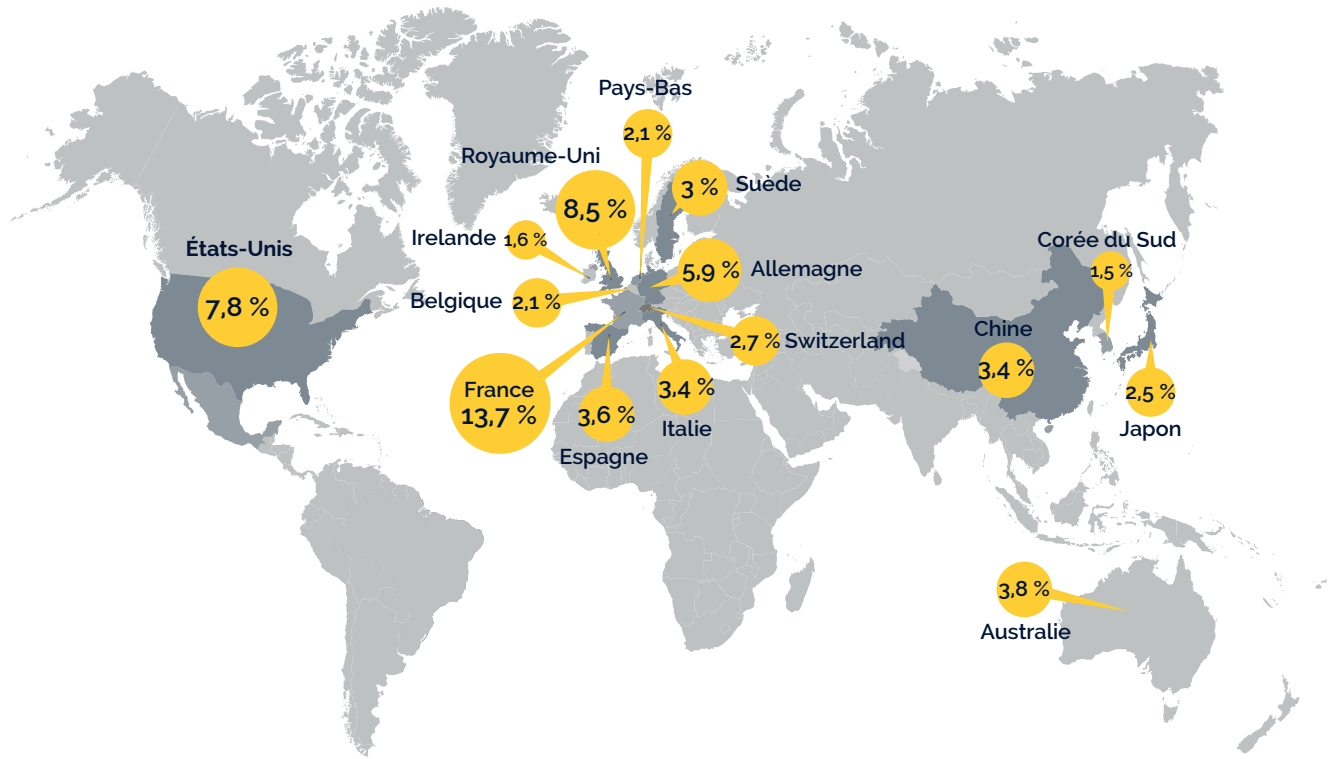 Pays-Bas
2,1 %
Royaume-Uni
8,5 %
3 %
Suède
Irelande
1,6 %
États-Unis
7,8 %
5,9 %
Allemagne
Belgique
2,1 %
2,7 %
Switzerland
France
13,7 %
3,6 %
Espagne
3,4 %
Italie
Corée du Sud
1,5 %
Chine
3,4 %
2,5 %
Japon
3,8 %
Australie